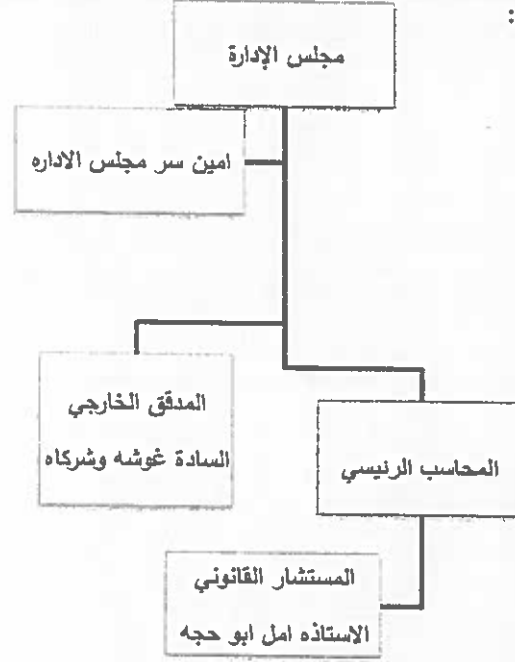 :
مجلس الإدارة
امين سر مجلس الاداره
المدقق الخارجي
السادة غوشه وشركاه
المحاسب الرئيسي
المستشار القانوني
الاستاذه امل ابو حجه